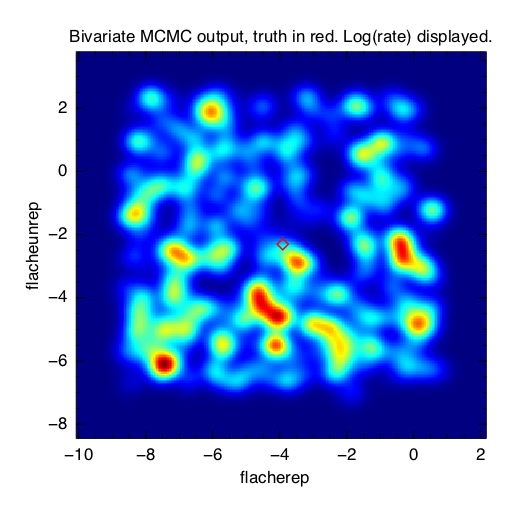 Bivariate MCMC output, truth in red. Log(rate) displayed.
2
0
−2
−4
−6
−8
flacheunrep
−10 −8 −6 −4 −2 0 2
flacherep